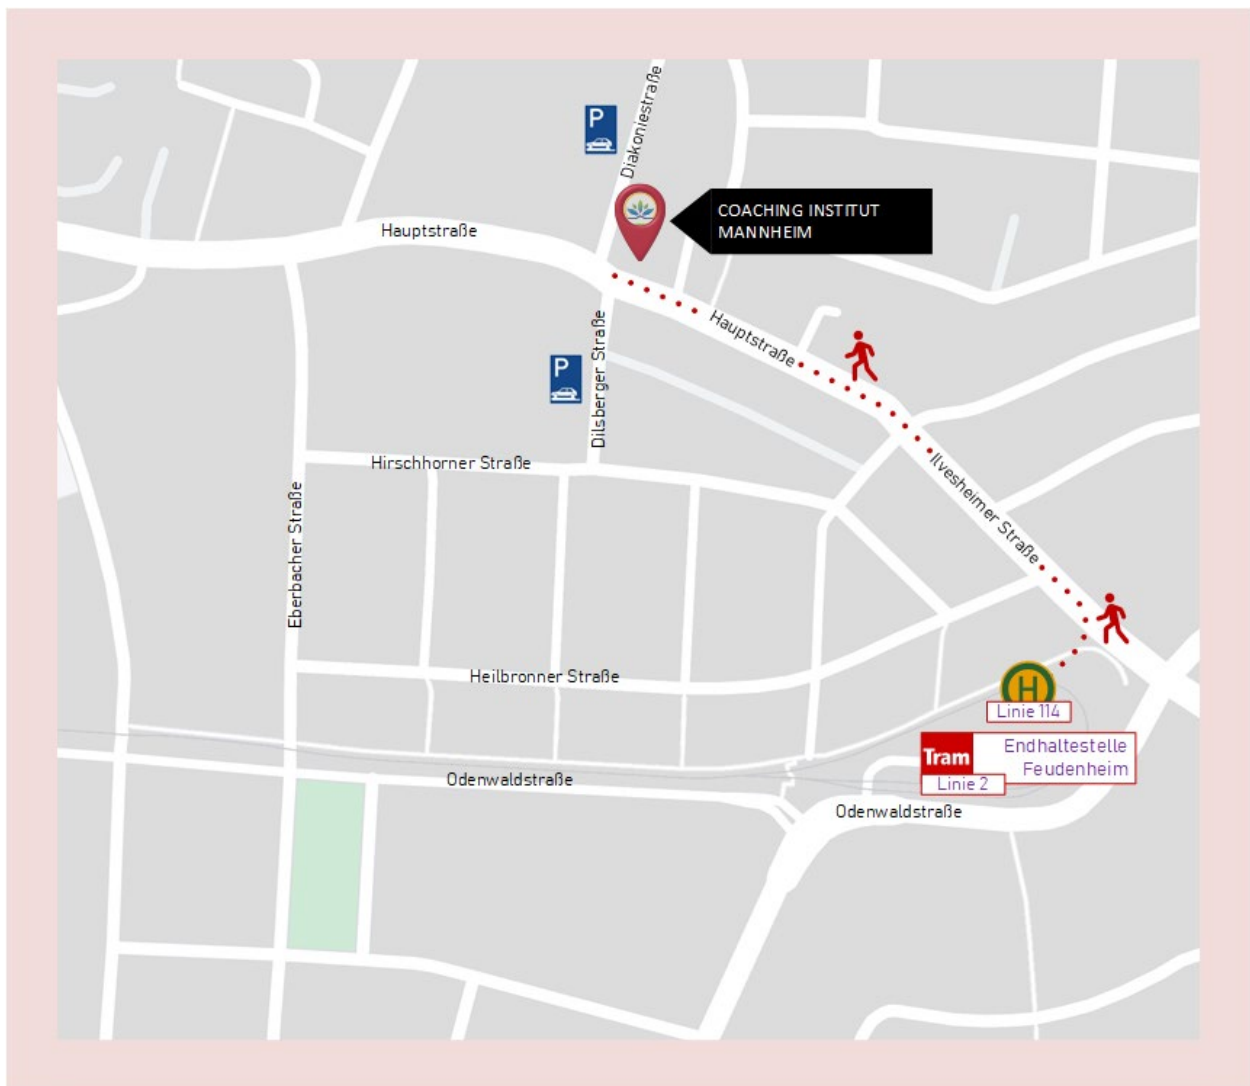 Diakoniestraße
P
COACHING INSTITUT
MANNHEIM
Hauptstraße
Hauptstraße
P
Dilsberger Straße
Hirschhorner Straße
Ilvesheimer Straße
Eberbacher Straße
Heilbronner Straße
H
Linie 114
Tram
Endhaltestelle
Feudenheim
Linie 2
Odenwaldstraße
Odenwaldstraße